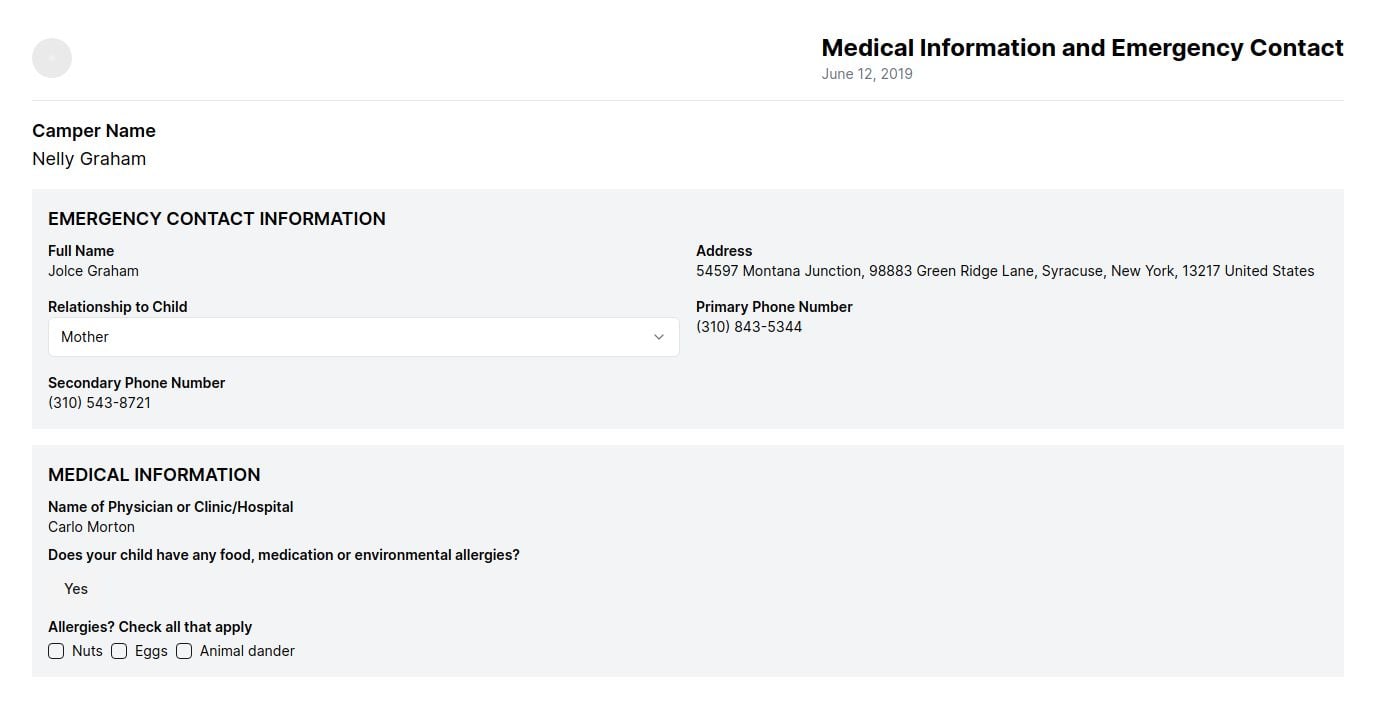 Medical Information and Emergency Contact
June 12, 2019
Camper Name
Nelly Graham
EMERGENCY CONTACT INFORMATION
Full Name
Jolce Graham
Address
54597 Montana Junction, 98883 Green Ridge Lane, Syracuse, New York, 13217 United States
Relationship to Child
Mother
Primary Phone Number
(310) 843-5344
Secondary Phone Number
(310) 543-8721
MEDICAL INFORMATION
Name of Physician or Clinic/Hospital
Carlo Morton
Does your child have any food, medication or environmental allergies?
Yes
Allergies? Check all that apply
Nuts Eggs Animal dander